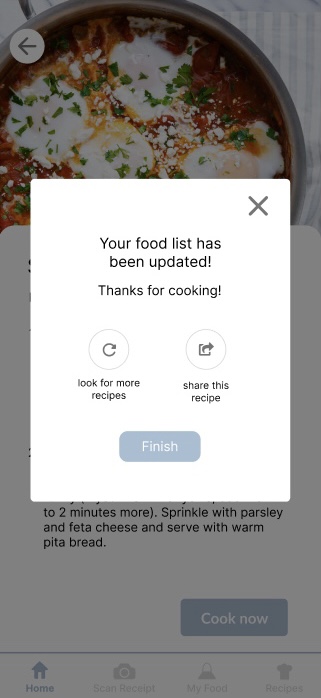 Your food list has
been updated!
Thanks for cooking!
look for more
recipes
share this
recipe
Finish
to 2 minutes more). Sprinkle with parsley
and feta cheese and serve with warm
pita bread.
Cook now
Home
Scan Receipt
My Food
Recipes